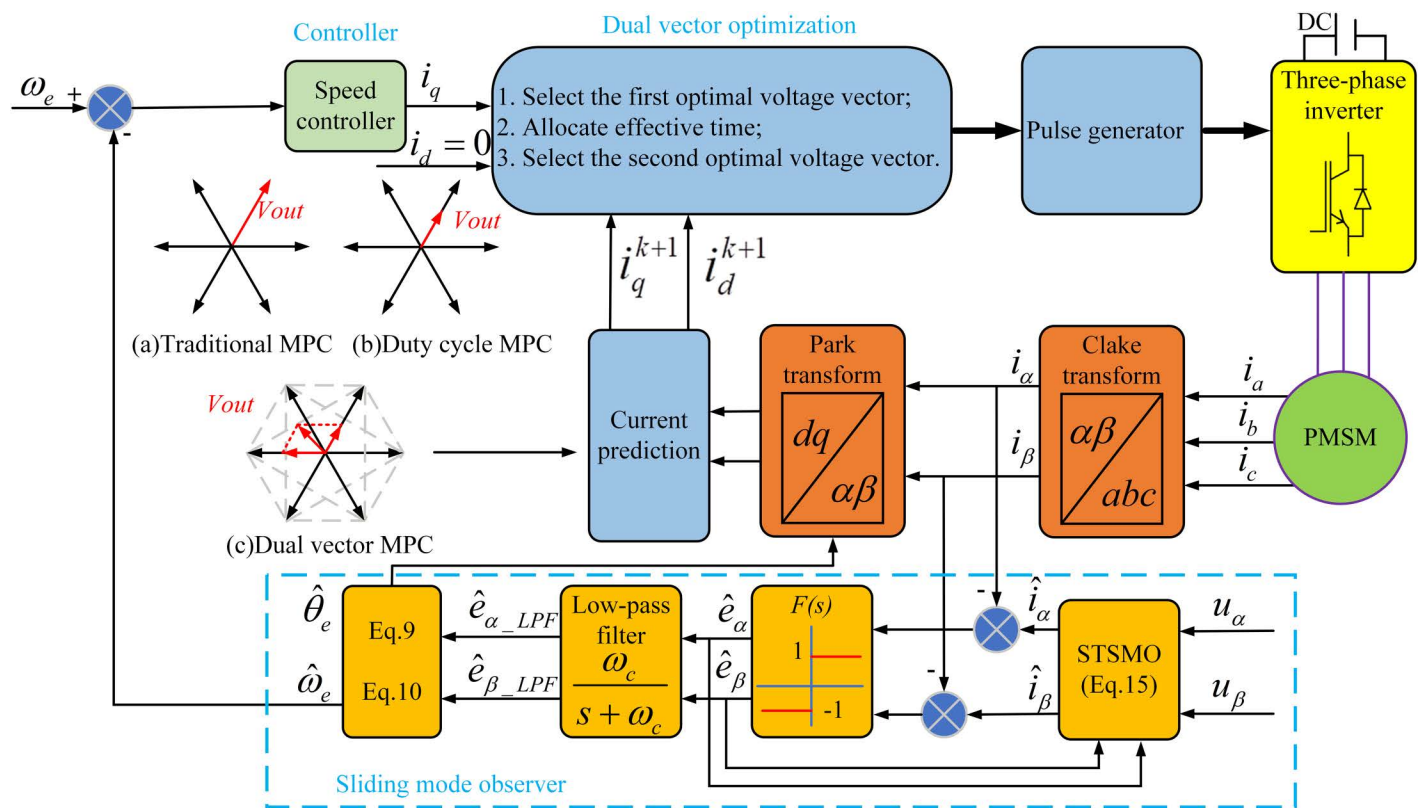 Controller
Dual vector optimization
DC
ω_e
+
-
Speed
controller
i_q
i_d = 0
1. Select the first optimal voltage vector;
2. Allocate effective time;
3. Select the second optimal voltage vector.
Pulse generator
Three-phase
inverter
Vout
Vout
(a)Traditional MPC
(b)Duty cycle MPC
i_q^{k+1}
i_d^{k+1}
Vout
(c)Dual vector MPC
Current
prediction
Park
transform
dq
αβ
i_α
i_β
Clake
transform
αβ
abc
i_a
i_b
i_c
PMSM
θ̂_e
ω̂_e
Eq.9
Eq.10
ê_{α_LPF}
ê_{β_LPF}
Low-pass
filter
ω_c
s + ω_c
ê_α
ê_β
F(s)
1
-1
-
-
î_α
î_β
STSMO
(Eq.15)
u_α
u_β
Sliding mode observer